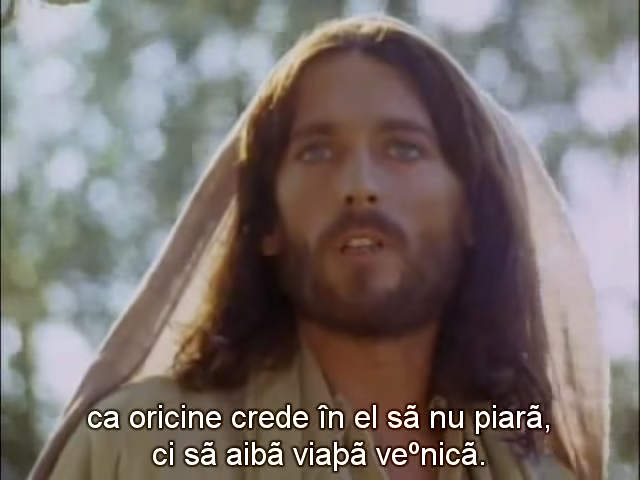 ca oricine crede în el sã nu piarã,
ci sã aibã viaþã veºnicã.